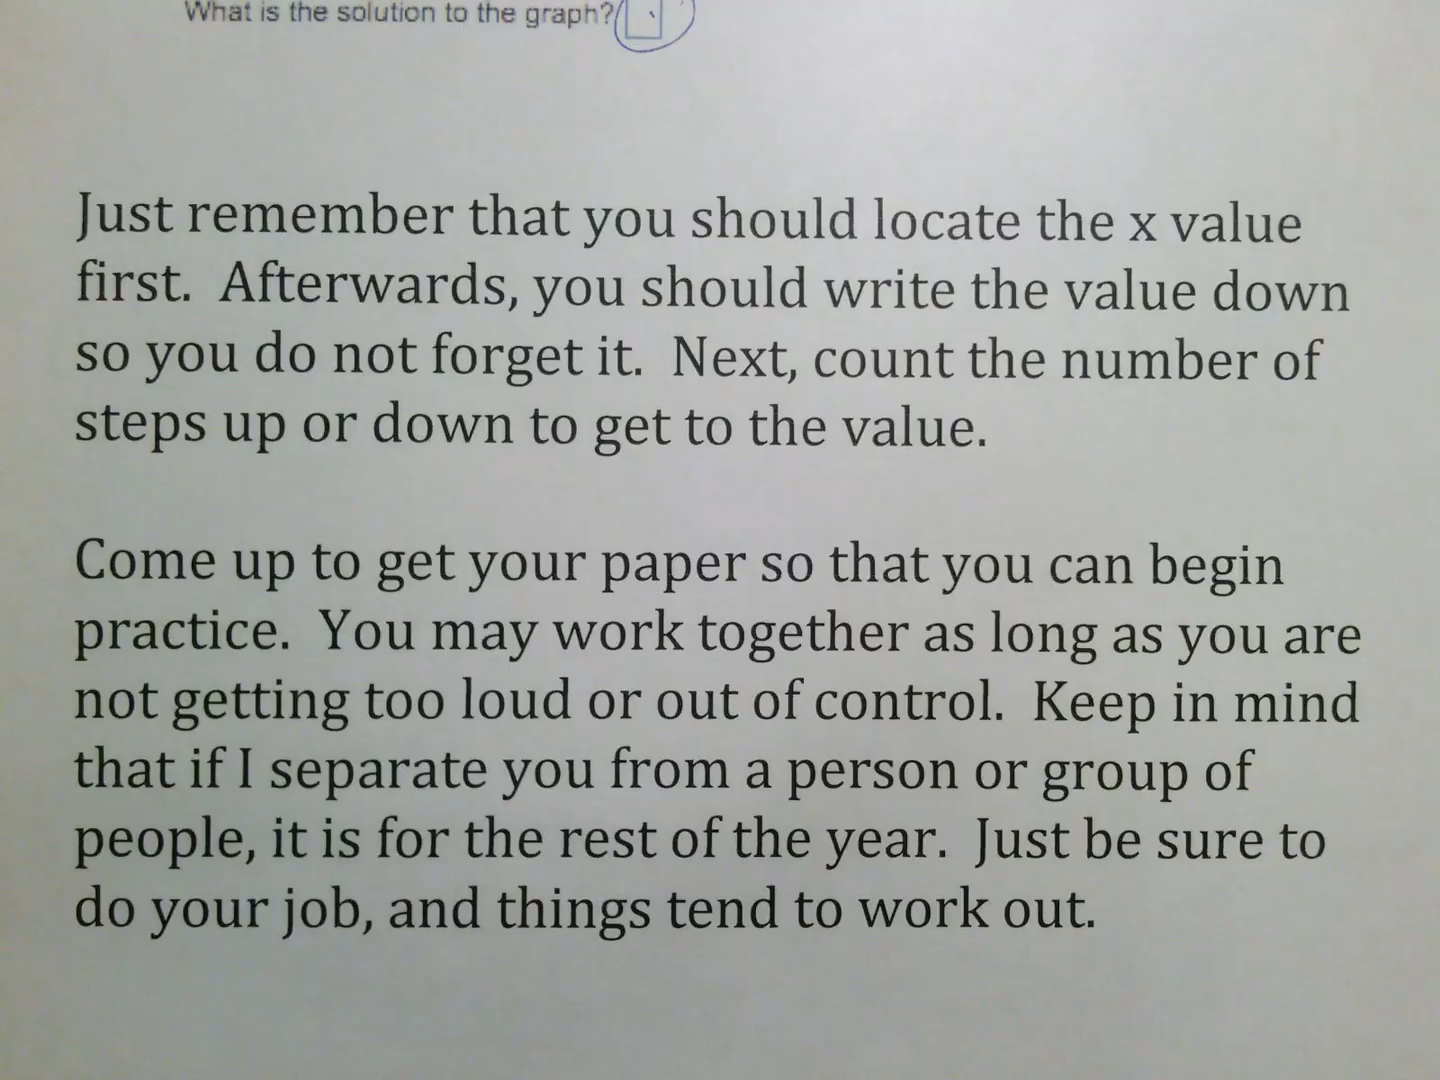 What is the solution to the graph?
Just remember that you should locate the x value
first.  Afterwards, you should write the value down
so you do not forget it.  Next, count the number of
steps up or down to get to the value.
Come up to get your paper so that you can begin
practice.  You may work together as long as you are
not getting too loud or out of control.  Keep in mind
that if I separate you from a person or group of
people, it is for the rest of the year.  Just be sure to
do your job, and things tend to work out.